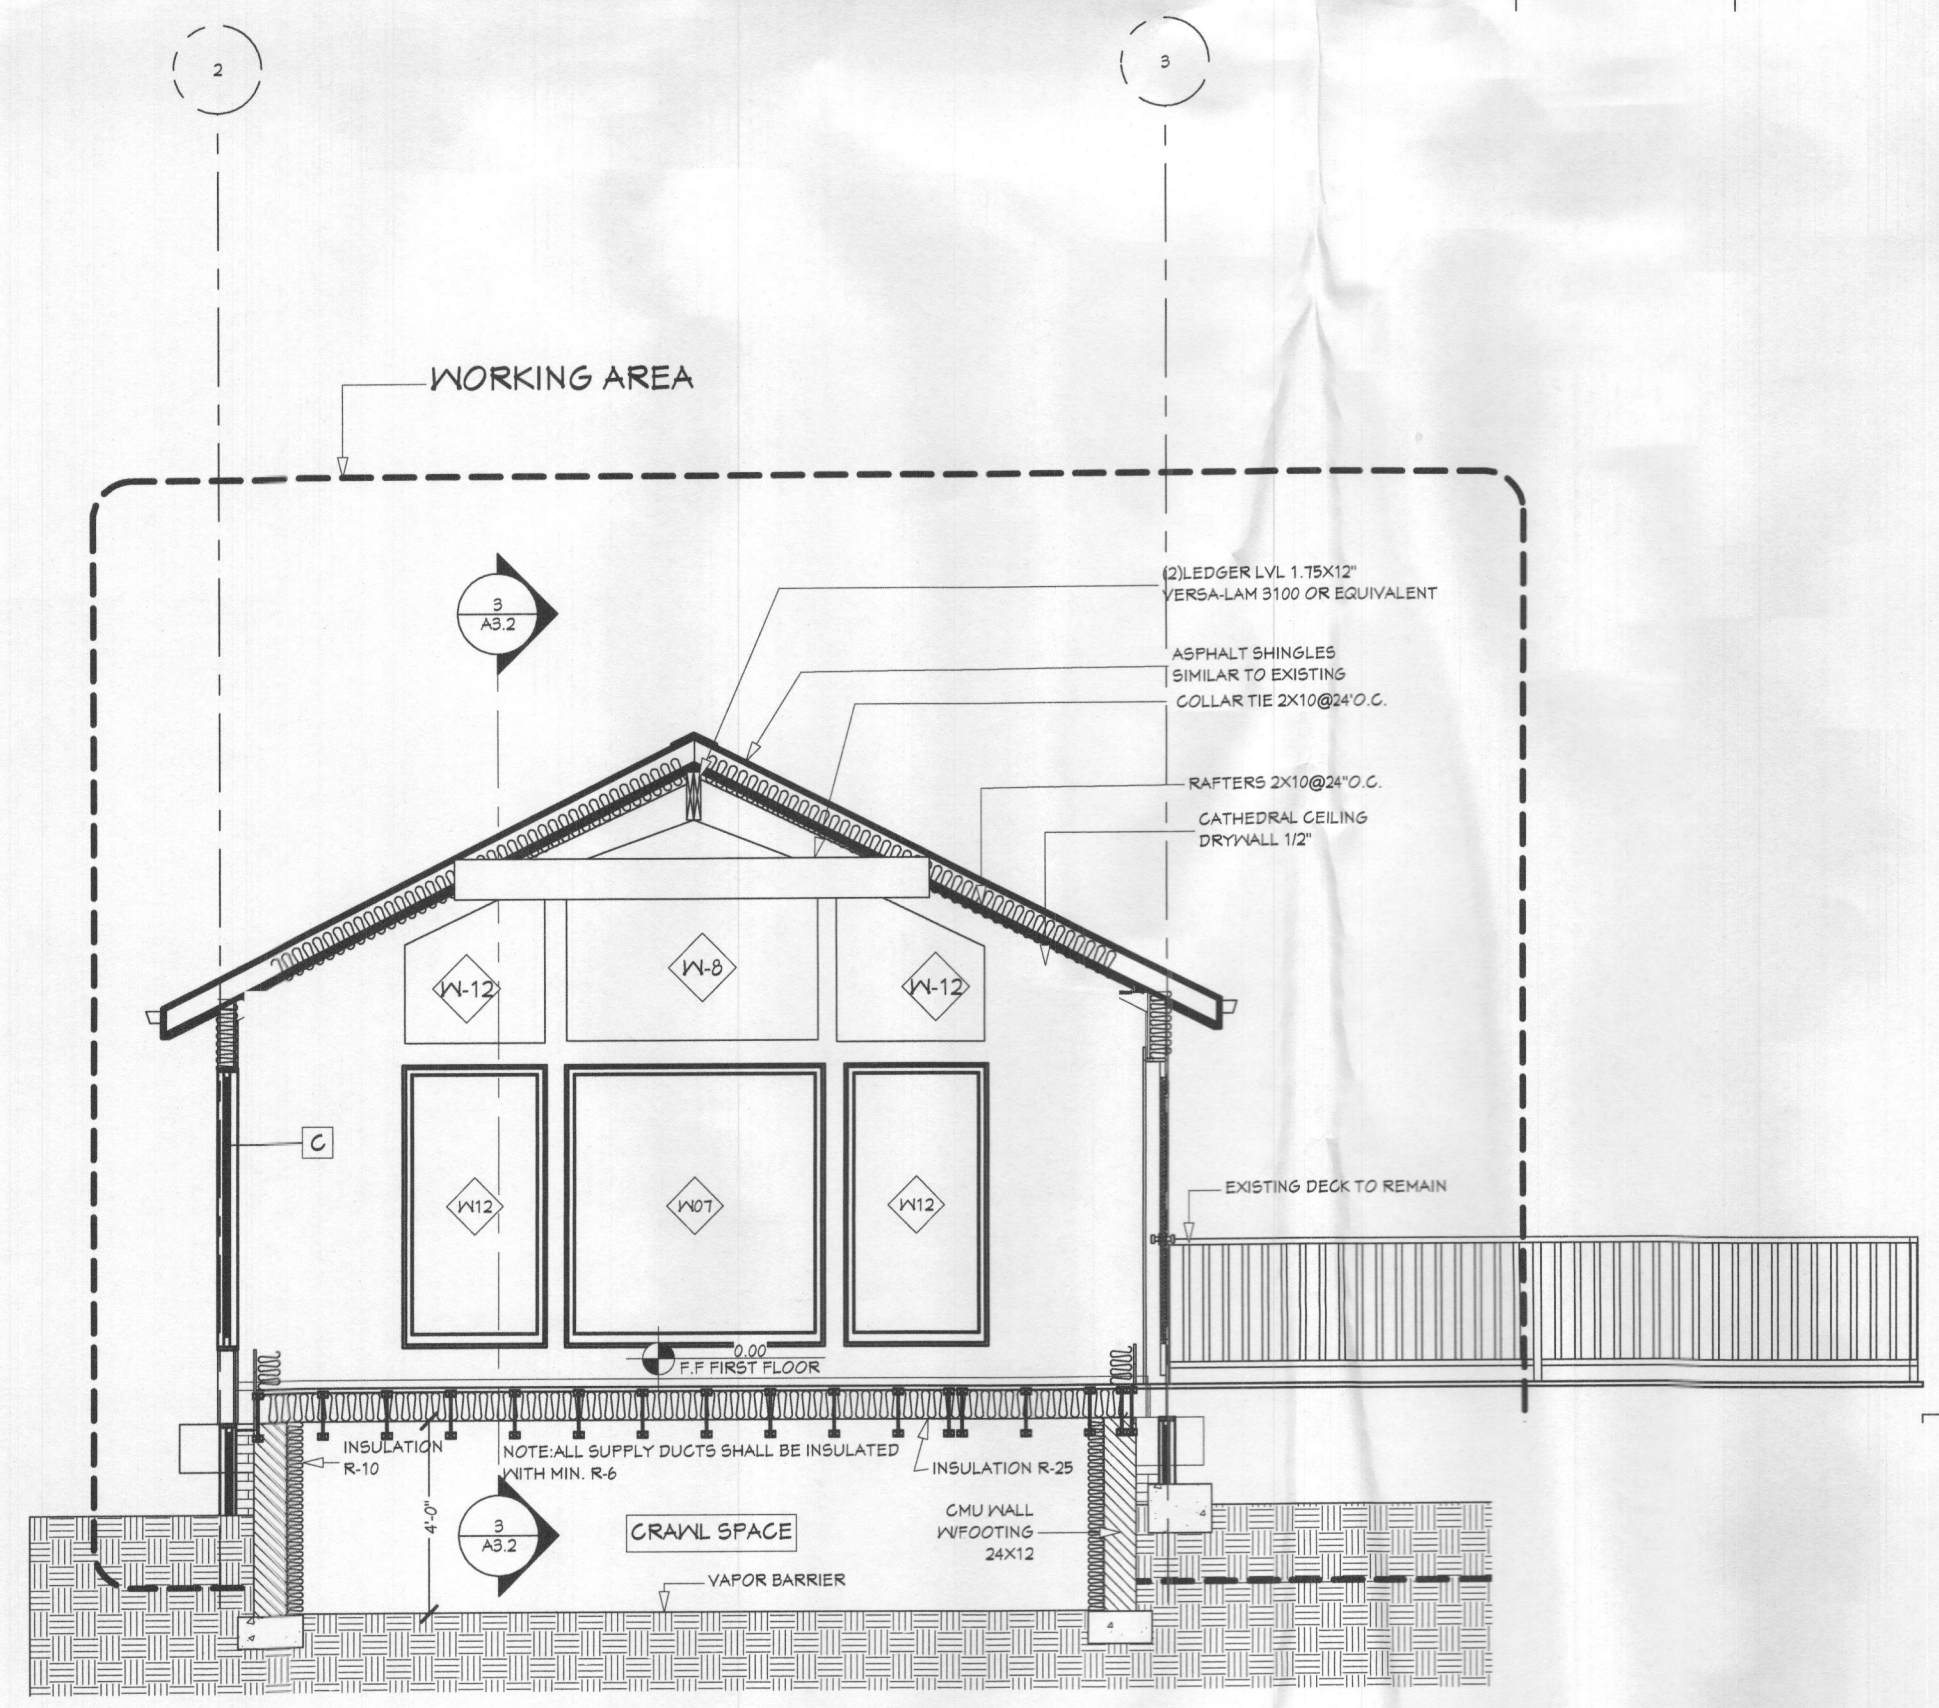 2
3
WORKING AREA
3
A3.2
(2)LEDGER LVL 1.75X12"
VERSA-LAM 3100 OR EQUIVALENT
ASPHALT SHINGLES
SIMILAR TO EXISTING
COLLAR TIE 2X10@24'O.C.
RAFTERS 2X10@24"O.C.
CATHEDRAL CEILING
DRYWALL 1/2"
W-12
W-8
W-12
C
W12
W07
W12
EXISTING DECK TO REMAIN
0.00
F.F FIRST FLOOR
INSULATION
R-10
NOTE:ALL SUPPLY DUCTS SHALL BE INSULATED
WITH MIN. R-6
INSULATION R-25
4'-0"
3
A3.2
CRAWL SPACE
CMU WALL
W/FOOTING
24X12
VAPOR BARRIER